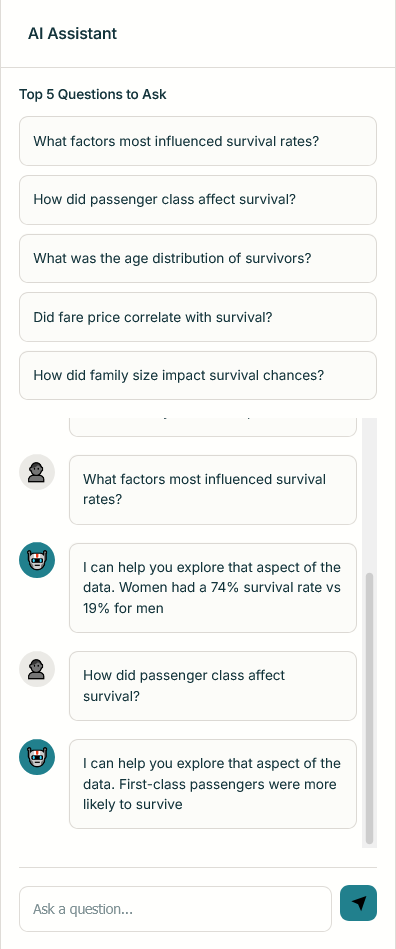 AI Assistant
Top 5 Questions to Ask
What factors most influenced survival rates?
How did passenger class affect survival?
What was the age distribution of survivors?
Did fare price correlate with survival?
How did family size impact survival chances?
What factors most influenced survival
rates?
I can help you explore that aspect of the
data. Women had a 74% survival rate vs
19% for men
How did passenger class affect
survival?
I can help you explore that aspect of the
data. First-class passengers were more
likely to survive
Ask a question...